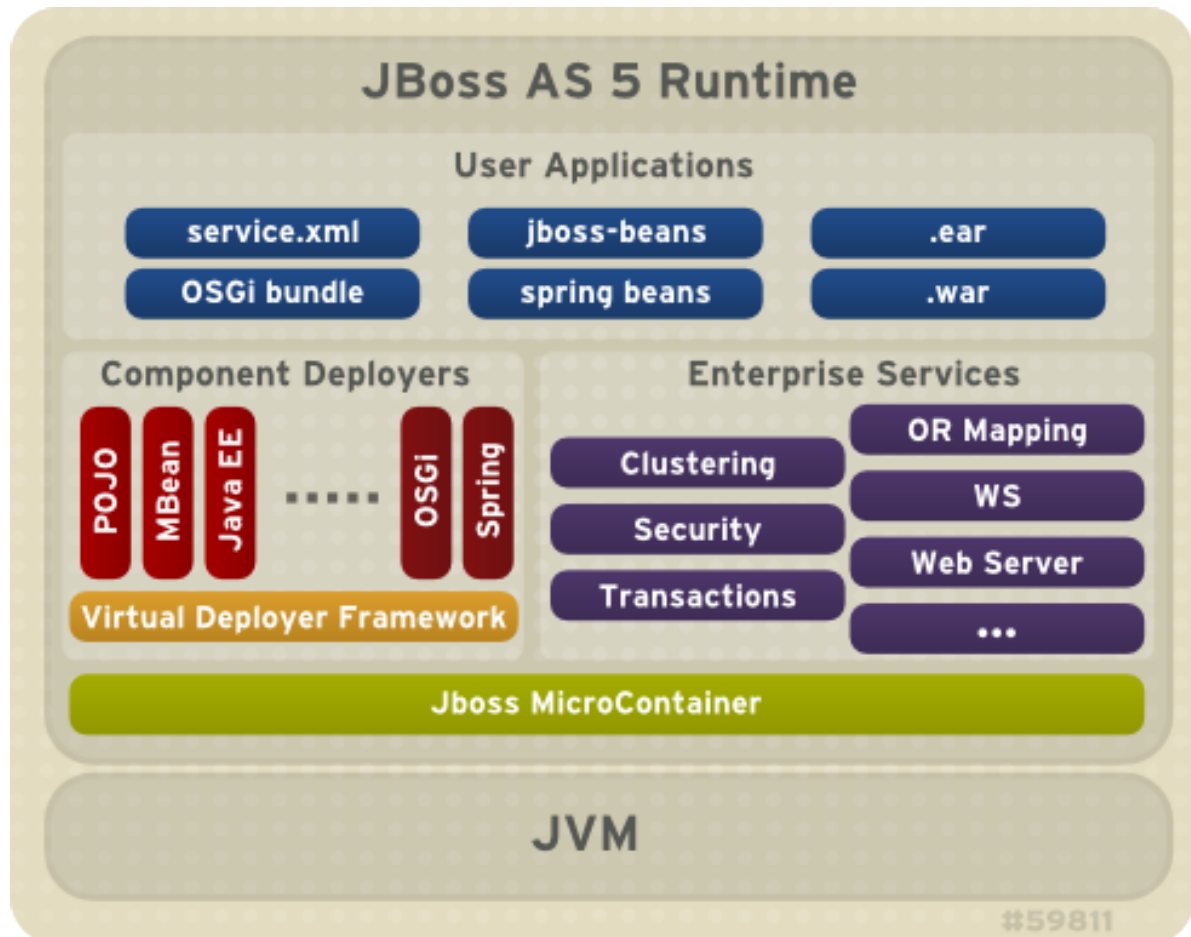 JBoss AS 5 Runtime
User Applications
service.xml
jboss-beans
.ear
OSGi bundle
spring beans
.war
Component Deployers
POJO
MBean
Java EE
.....
OSGi
Spring
Virtual Deployer Framework
Enterprise Services
Clustering
Security
Transactions
OR Mapping
WS
Web Server
...
Jboss MicroContainer
JVM
#59811